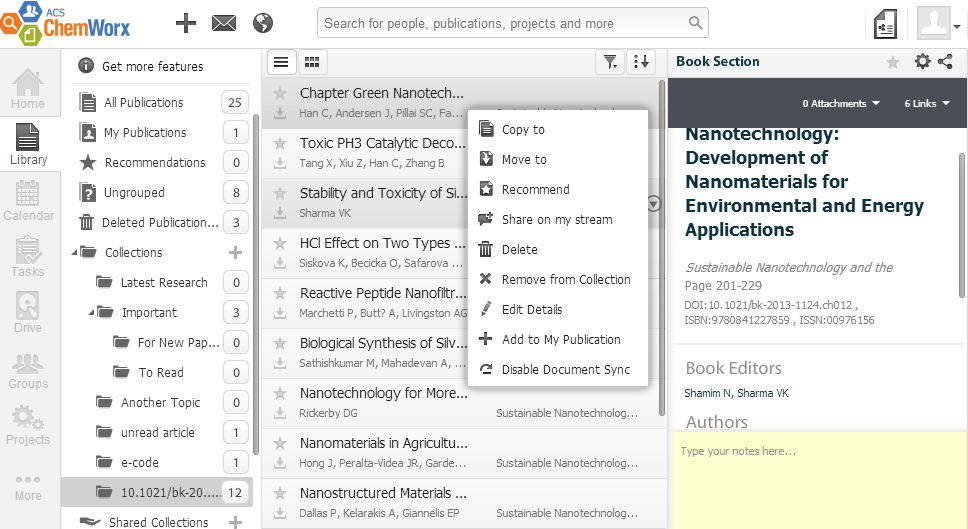 ACS
ChemWorx
Search for people, publications, projects and more
Home
Library
Calendar
Tasks
Drive
Groups
Projects
More
Get more features
All Publications 25
My Publications 1
Recommendations 0
Ungrouped 8
Deleted Publication... 3
Collections
Latest Research 0
Important 3
For New Pap... 0
To Read 0
Another Topic 0
unread article 1
e-code 1
10.1021/bk-20..... 12
Shared Collections
Chapter Green Nanotech...
Han C, Andersen J, Pillai SC, Fa...
Toxic PH3 Catalytic Deco...
Tang X, Xiu Z, Han C, Zhang B
Stability and Toxicity of Si...
Sharma VK
HCl Effect on Two Types ...
Siskova K, Becicka O, Safarova ...
Reactive Peptide Nanofiltr...
Marchetti P, Butt? A, Livingston AG
Biological Synthesis of Silv...
Sathishkumar M, Mahadevan A, ...
Nanotechnology for More...
Rickerby DG Sustainable Nanotechnolog...
Nanomaterials in Agricultu...
Hong J, Peralta-Videa JR, Garde... Sustainable Nanotechnolog...
Nanostructured Materials ...
Dallas P, Kelarakis A, Giannelis EP Sustainable Nanotechnolog...
Copy to
Move to
Recommend
Share on my stream
Delete
Remove from Collection
Edit Details
Add to My Publication
Disable Document Sync
Book Section
0 Attachments 6 Links
Nanotechnology:
Development of
Nanomaterials for
Environmental and Energy
Applications
Sustainable Nanotechnology and the
Page 201-229
DOI:10.1021/bk-2013-1124.ch012 ,
ISBN:9780841227859 , ISSN:00976156
Book Editors
Shamim N, Sharma VK
Authors
Type your notes here...